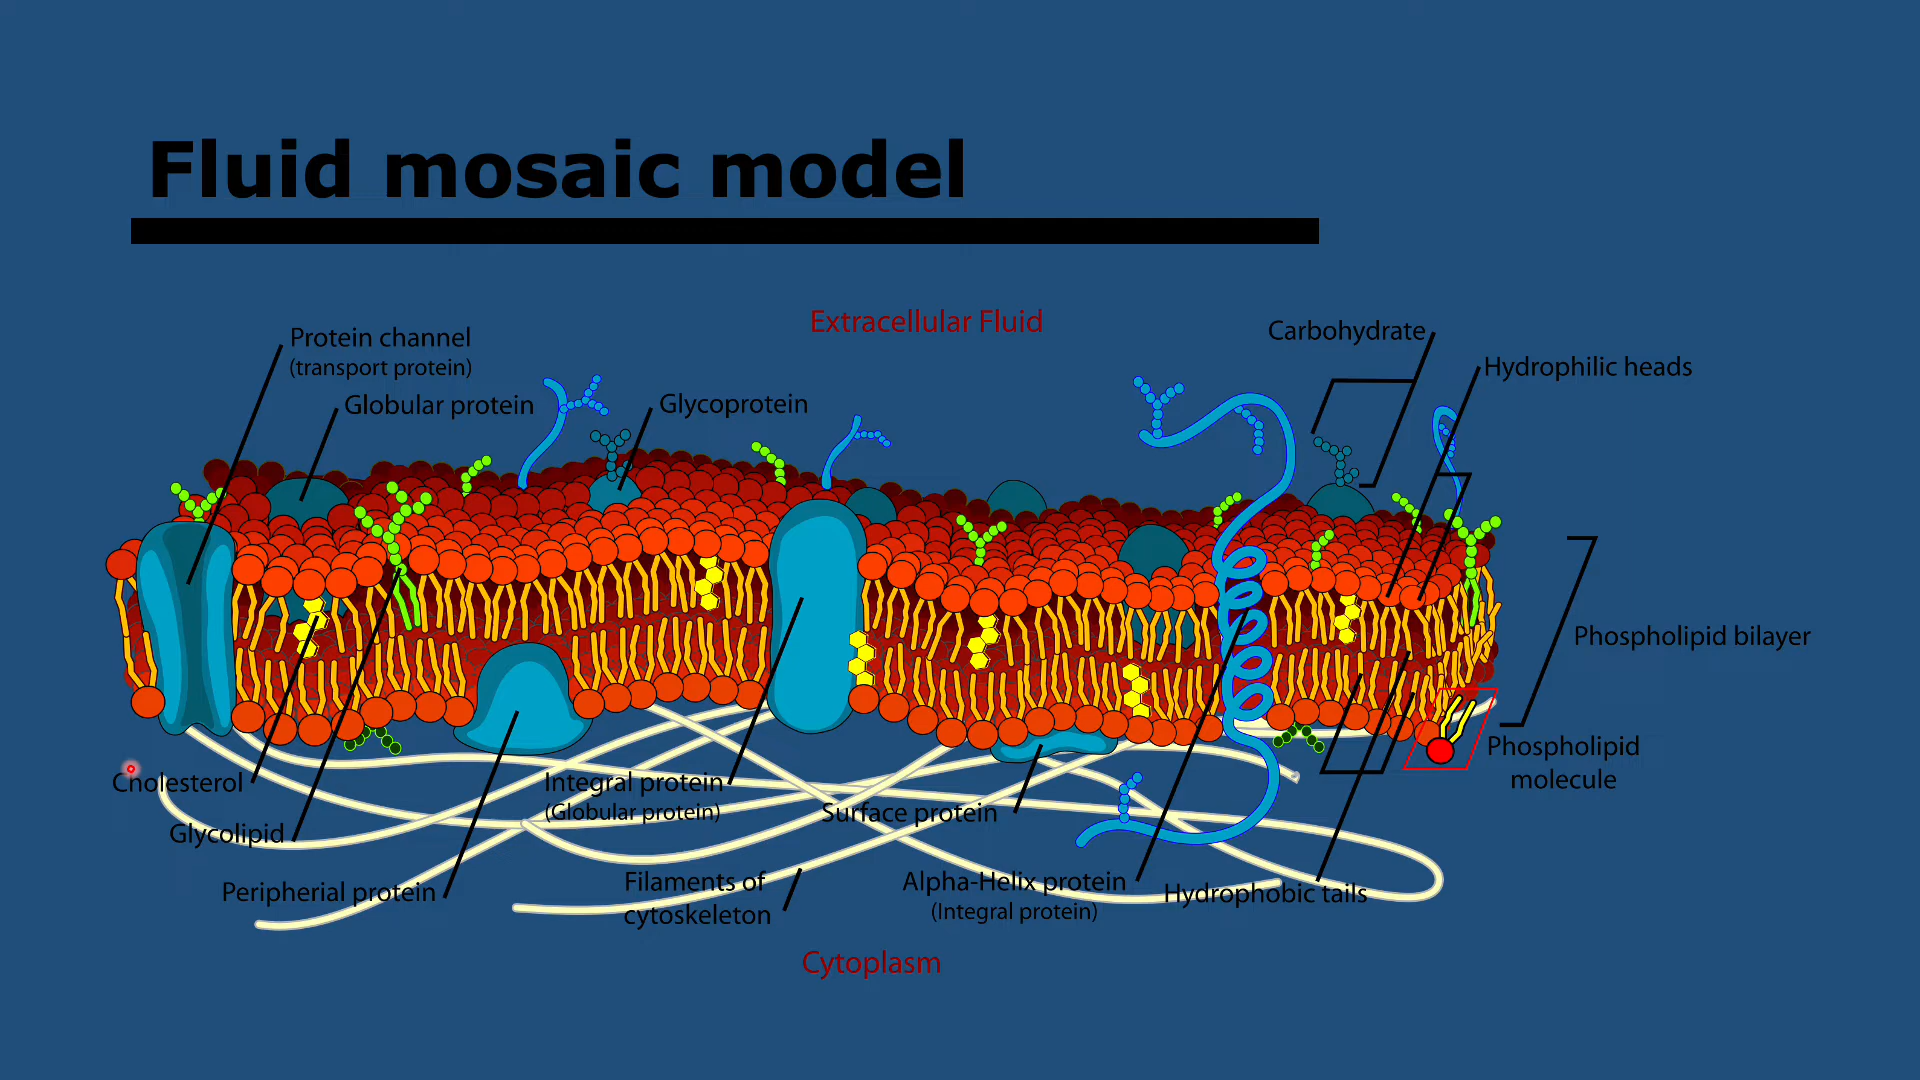 Fluid mosaic model
Extracellular Fluid
Protein channel
(transport protein)
Globular protein
Glycoprotein
Carbohydrate
Hydrophilic heads
Phospholipid bilayer
Phospholipid
molecule
Cholesterol
Glycolipid
Peripherial protein
Integral protein
(Globular protein)
Surface protein
Filaments of
cytoskeleton
Alpha-Helix protein
(Integral protein)
Hydrophobic tails
Cytoplasm